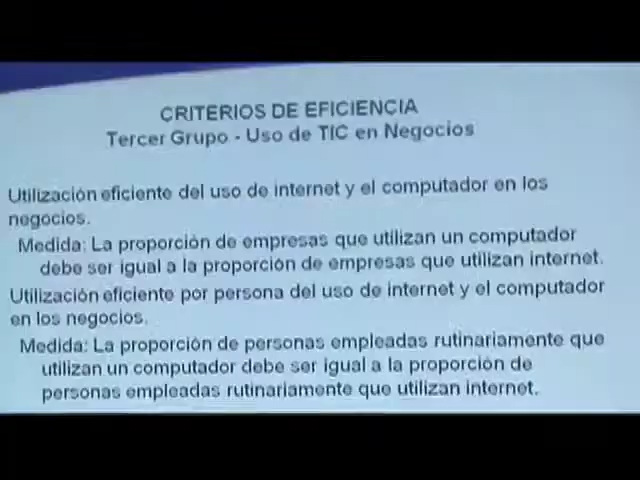 CRITERIOS DE EFICIENCIA
Tercer Grupo - Uso de TIC en Negocios
Utilización eficiente del uso de internet y el computador en los
negocios.
Medida: La proporción de empresas que utilizan un computador
debe ser igual a la proporción de empresas que utilizan internet.
Utilización eficiente por persona del uso de internet y el computador
en los negocios.
Medida: La proporción de personas empleadas rutinariamente que
utilizan un computador debe ser igual a la proporción de
personas empleadas rutinariamente que utilizan internet.